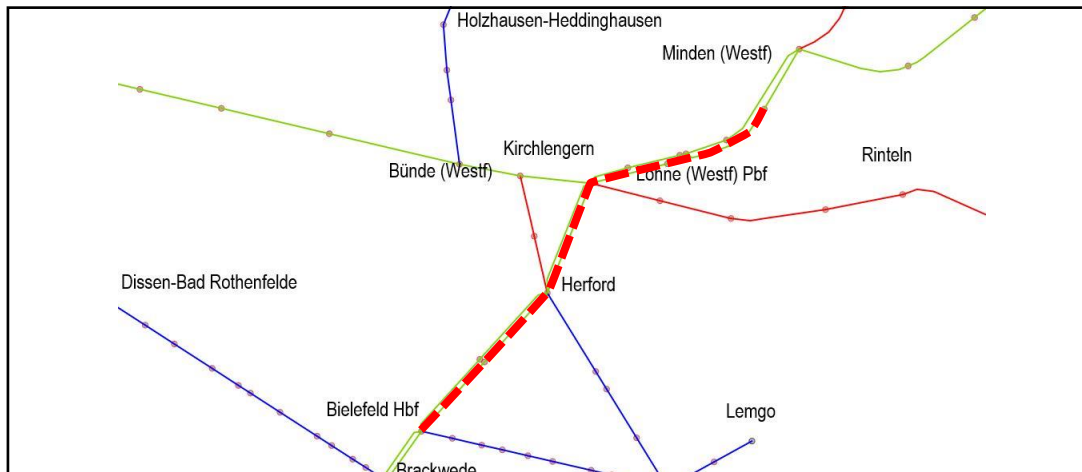 Holzhausen-Heddinghausen
Minden (Westf)
Kirchlengern
Rinteln
Bünde (Westf)
Löhne (Westf) Pbf
Dissen-Bad Rothenfelde
Herford
Bielefeld Hbf
Lemgo
Brackwede